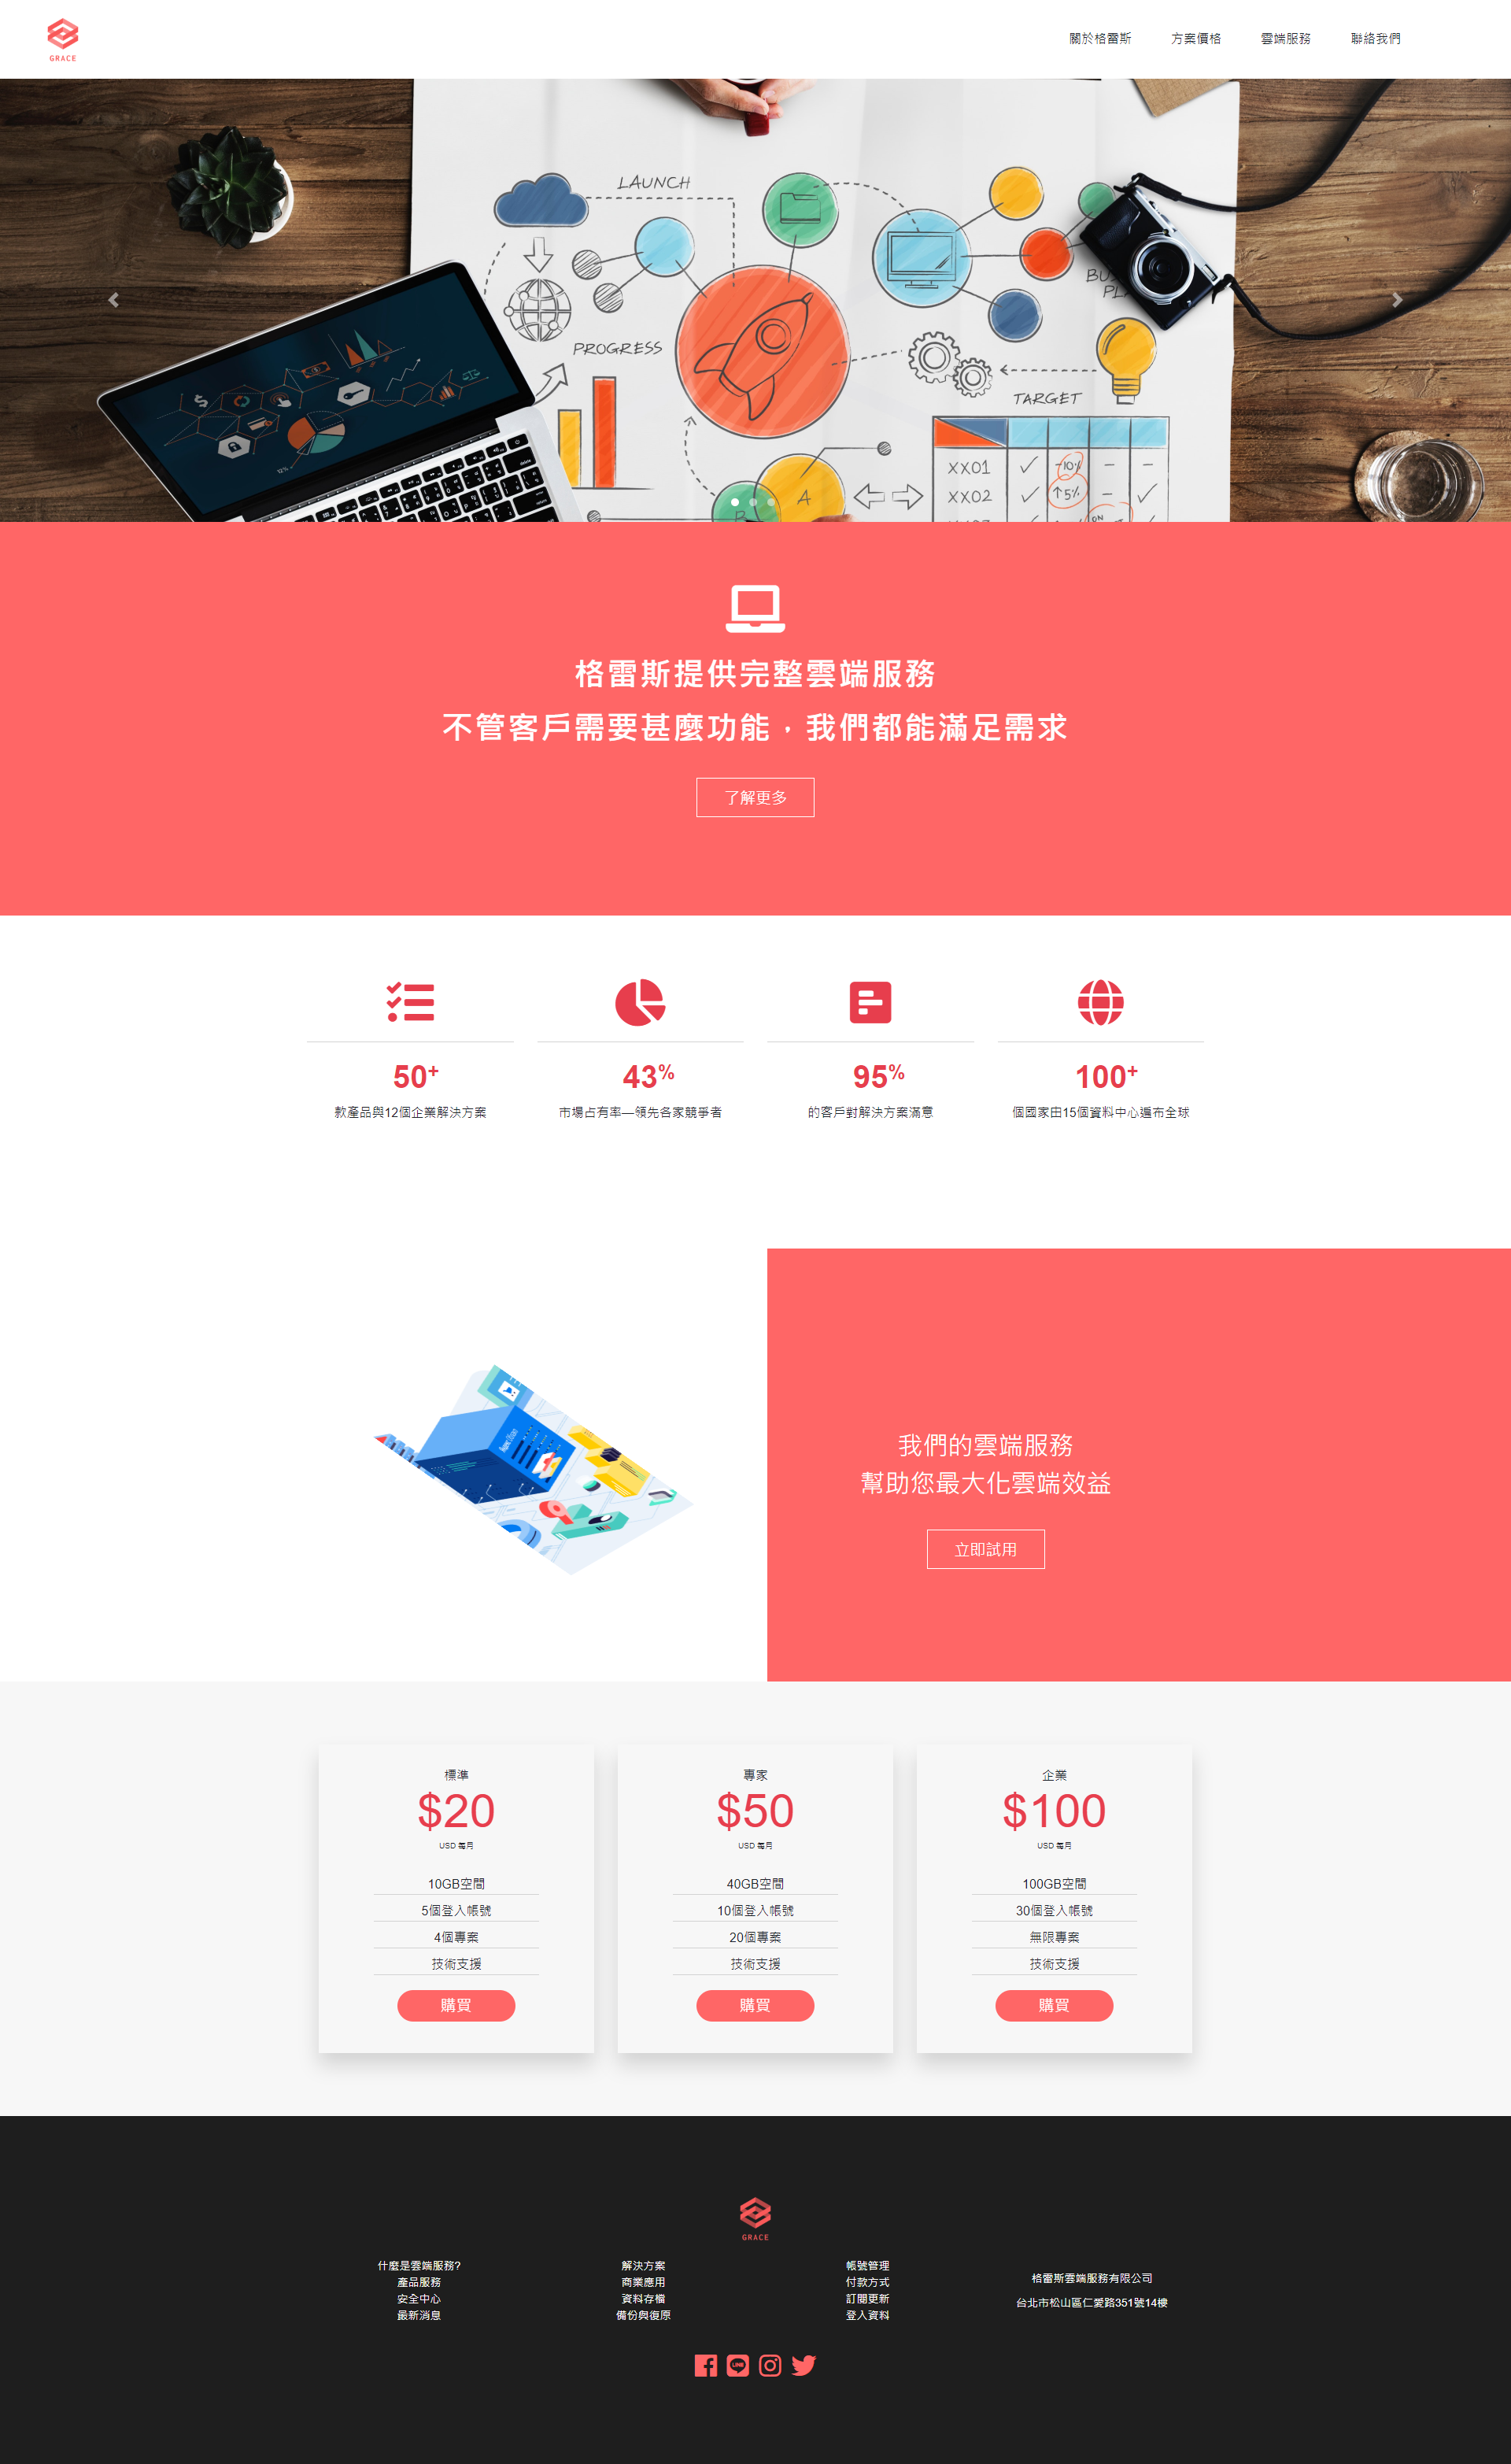 GRACE
關於格雷斯
方案價格
雲端服務
聯絡我們
LAUNCH
PROGRESS
TARGET
XX01
-10%
XX02
↑5%
A
B
格雷斯提供完整雲端服務
不管客戶需要甚麼功能，我們都能滿足需求
了解更多
50+
款產品與12個企業解決方案
43%
市場占有率—領先各家競爭者
95%
的客戶對解決方案滿意
100+
個國家由15個資料中心遍布全球
我們的雲端服務
幫助您最大化雲端效益
立即試用
標準
$20
USD 每月
10GB空間
5個登入帳號
4個專案
技術支援
購買
專家
$50
USD 每月
40GB空間
10個登入帳號
20個專案
技術支援
購買
企業
$100
USD 每月
100GB空間
30個登入帳號
無限專案
技術支援
購買
GRACE
什麼是雲端服務?
產品服務
安全中心
最新消息
解決方案
商業應用
資料存檔
備份與復原
帳號管理
付款方式
訂閱更新
登入資料
格雷斯雲端服務有限公司
台北市松山區仁愛路351號14樓
LINE